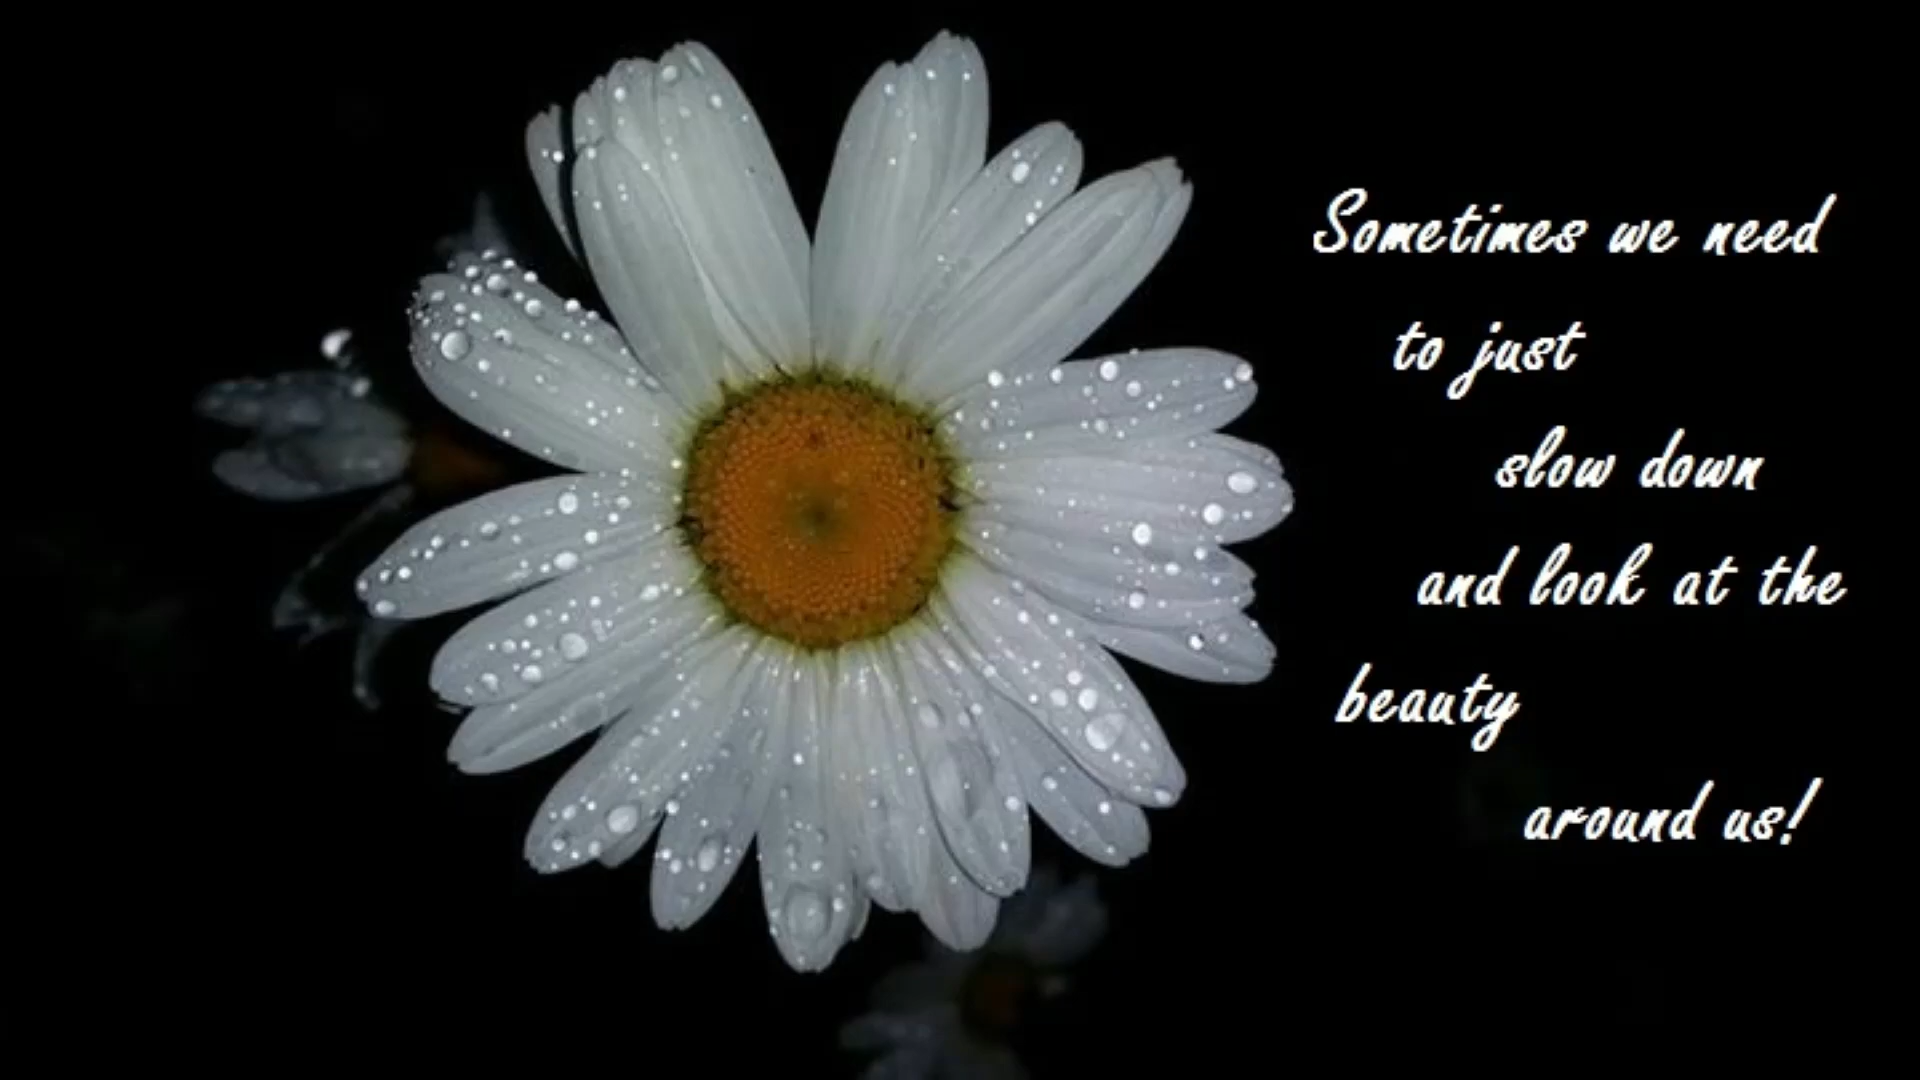 Sometimes we need
to just
slow down
and look at the
beauty
around us!